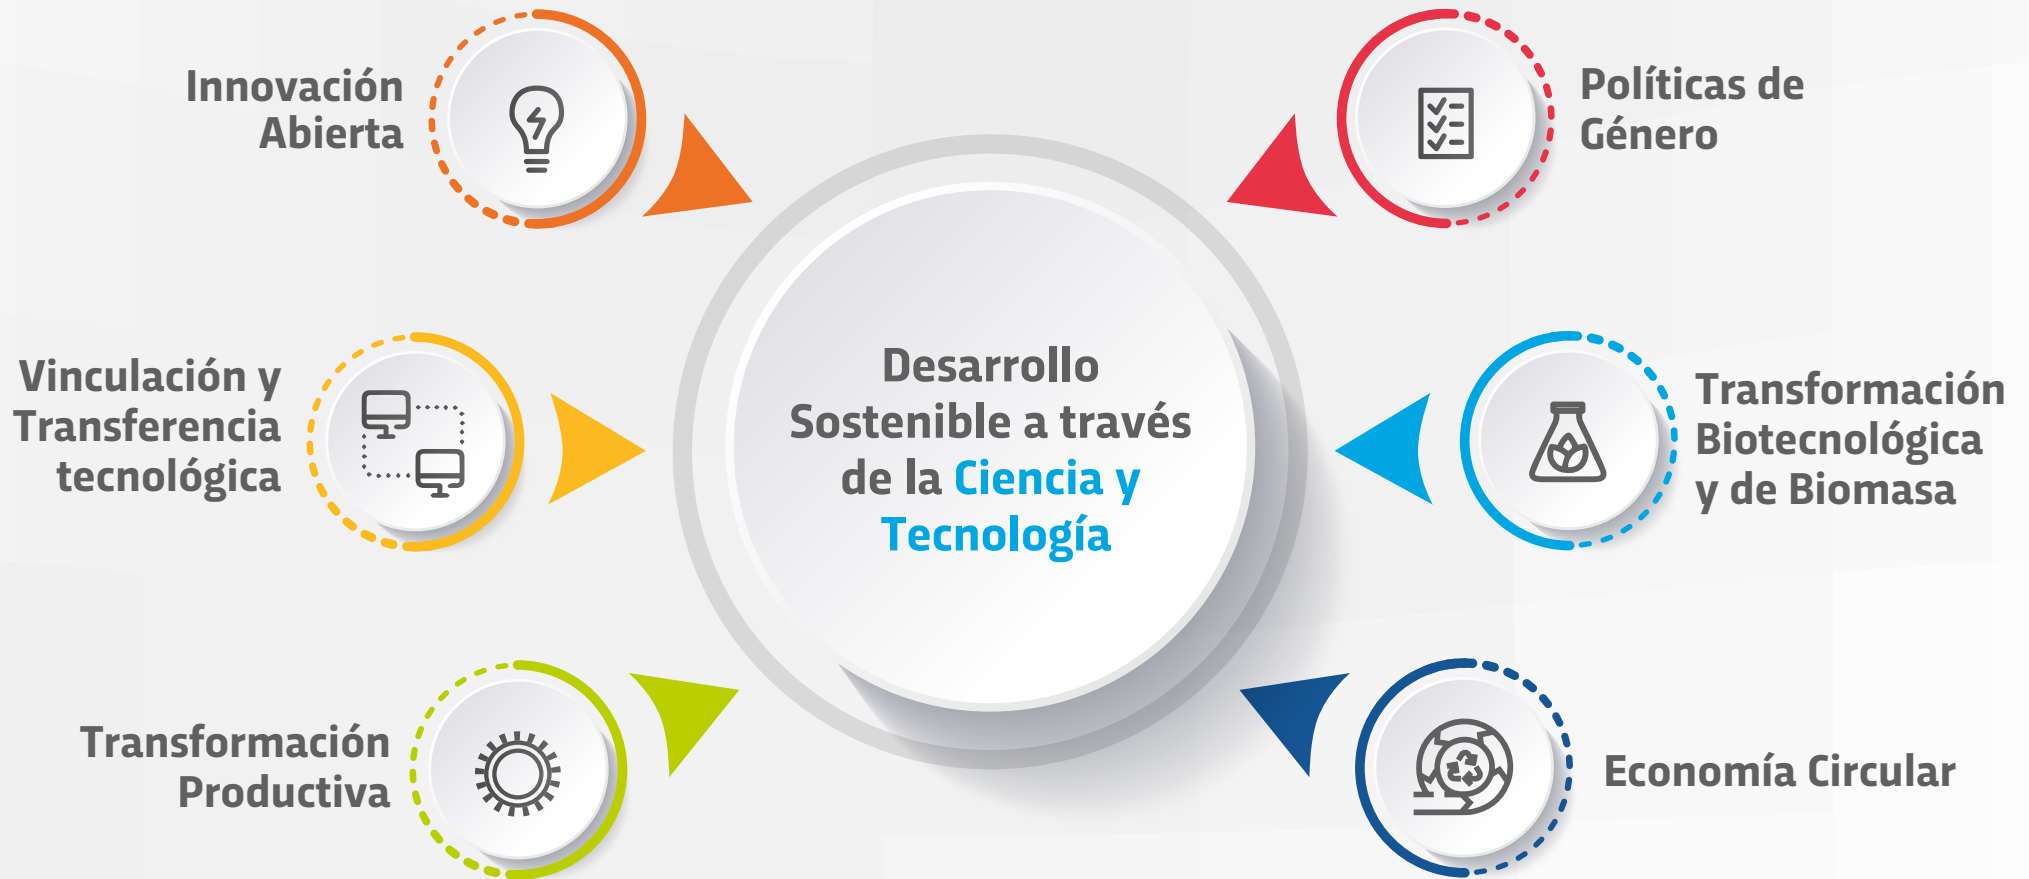 Innovación
Abierta
Políticas de
Género
Vinculación y
Transferencia
tecnológica
Desarrollo
Sostenible a través
de la Ciencia y
Tecnología
Transformación
Biotecnológica
y de Biomasa
Transformación
Productiva
Economía Circular